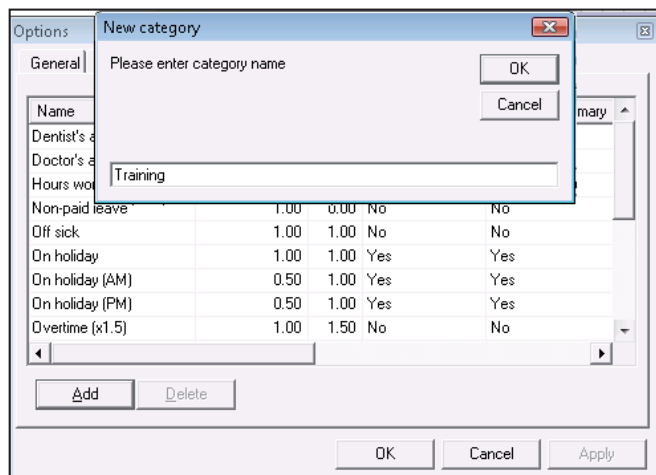 Options
New category
General
Please enter category name
OK
Cancel
Training
Name
mary
Dentist's a
Doctor's a
Hours wo
Non-paid leave 1.00 0.00 No No
Off sick 1.00 1.00 No No
On holiday 1.00 1.00 Yes Yes
On holiday (AM) 0.50 1.00 Yes Yes
On holiday (PM) 0.50 1.00 Yes Yes
Overtime (x1.5) 1.00 1.50 No No
Add Delete
OK Cancel Apply